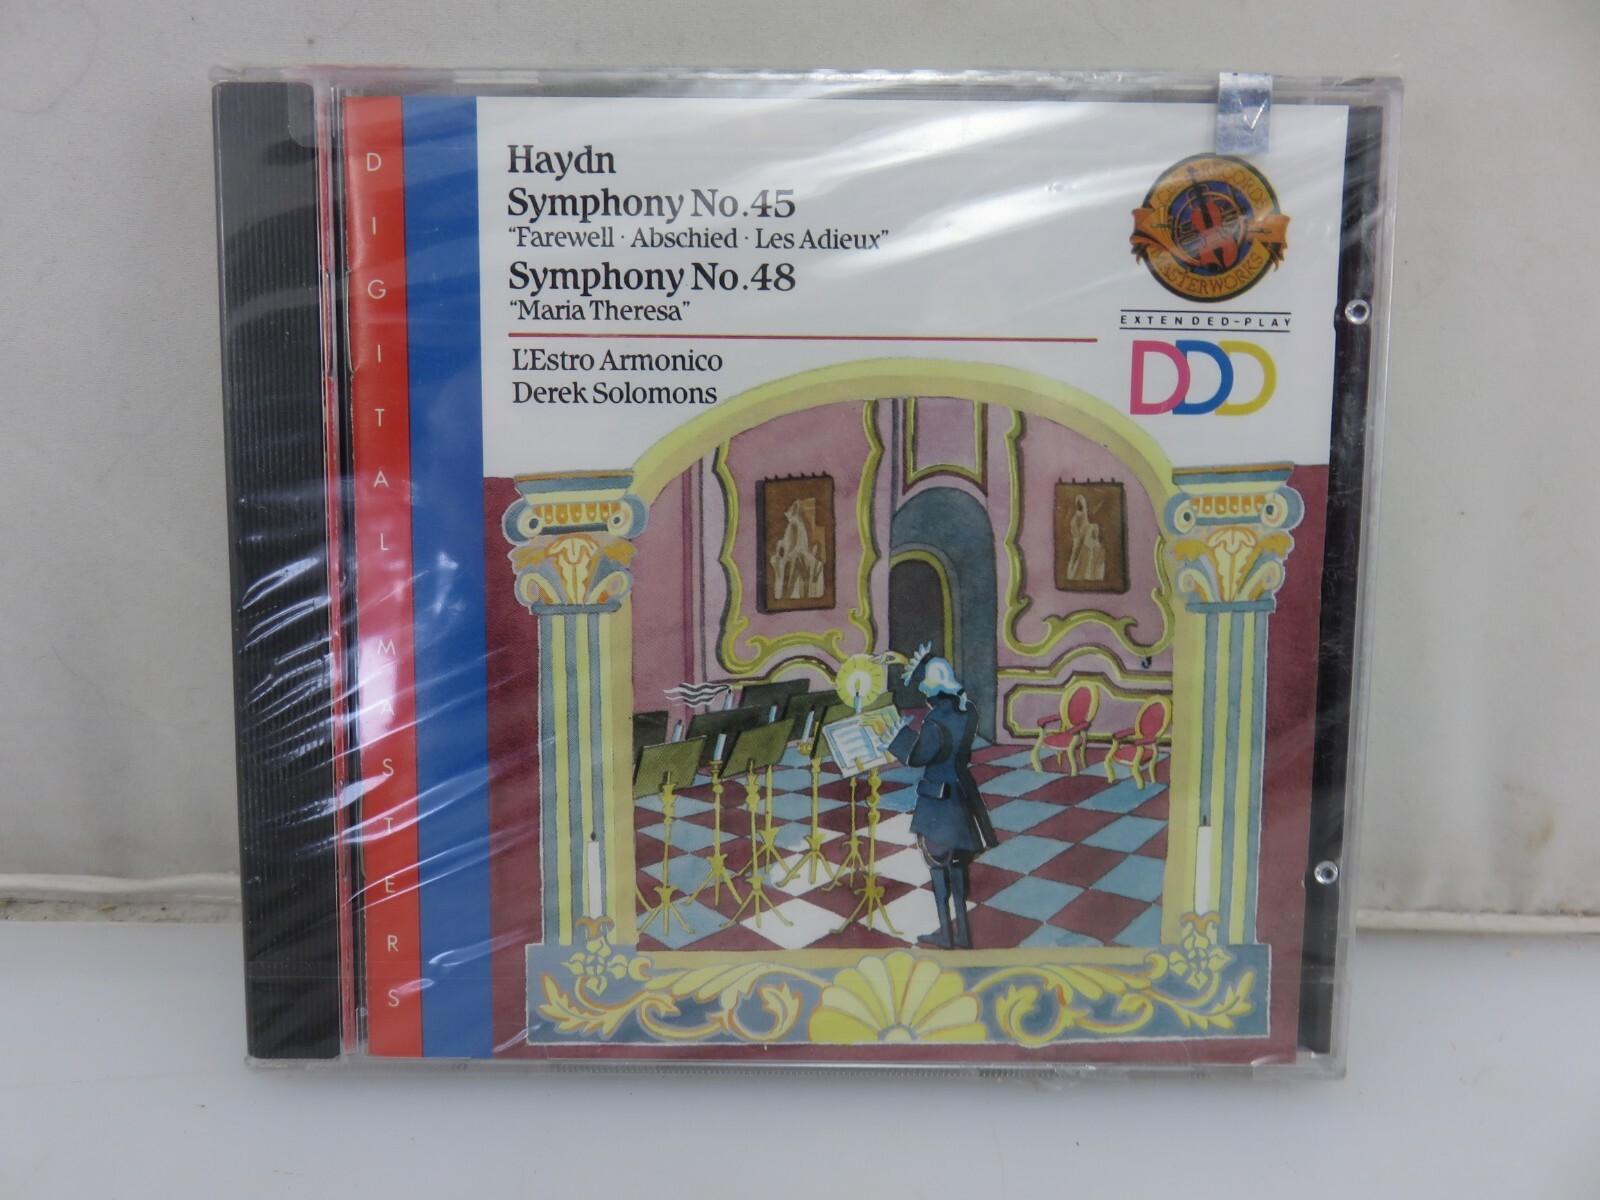 DIGITAL MASTERS
Haydn
Symphony No.45
“Farewell · Abschied · Les Adieux”
Symphony No.48
“Maria Theresa”
L'Estro Armonico
Derek Solomons
MASTERWORKS
EXTENDED-PLAY
DDD